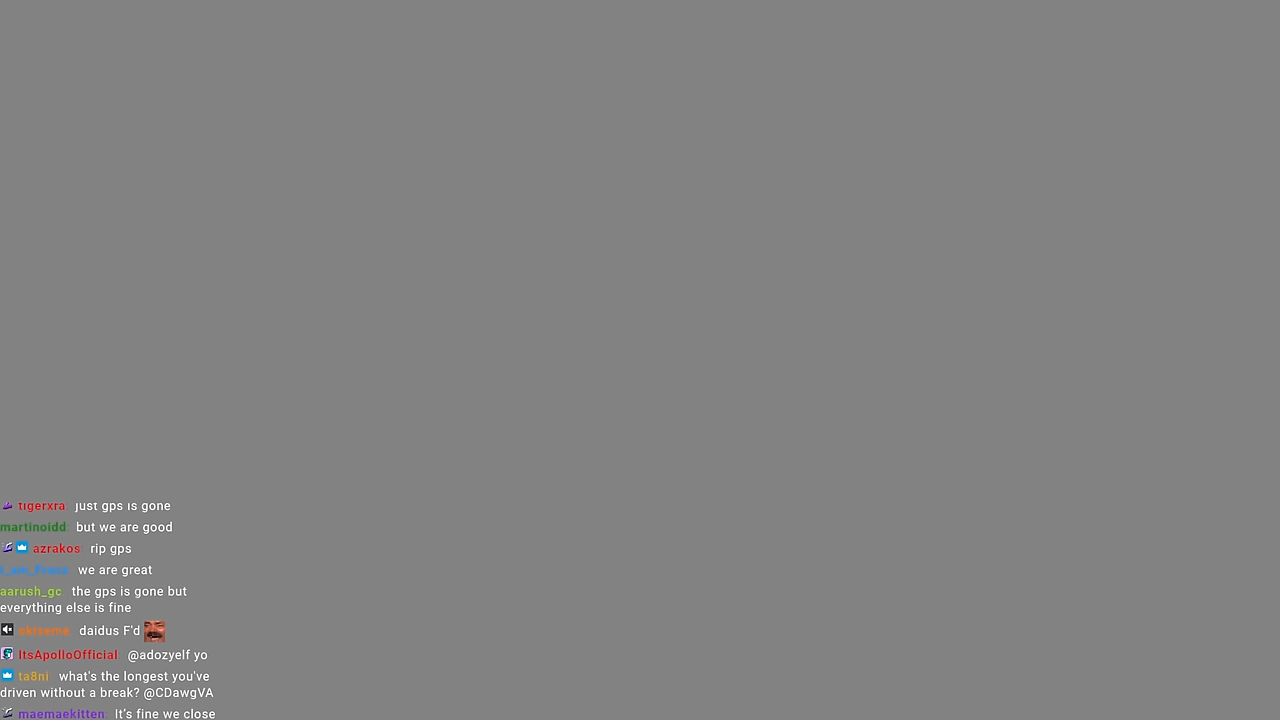 tigerxra: just gps is gone
martinoidd: but we are good
azrakos: rip gps
we are great
aarush_gc: the gps is gone but
everything else is fine
daidus F'd
ItsApolloOfficial: @adozyelf yo
ta8ni: what's the longest you've
driven without a break? @CDawgVA
maemaekitten: It's fine we close